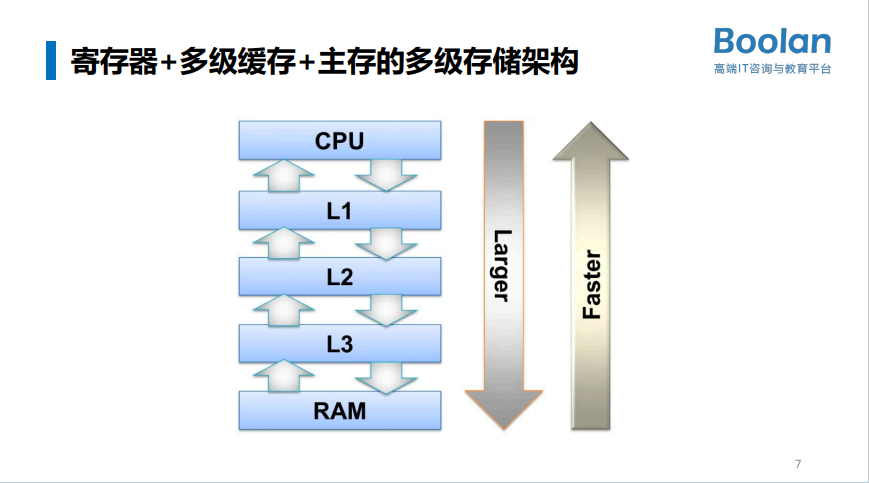 寄存器+多级缓存+主存的多级存储架构
Boolan
高端IT咨询与教育平台
CPU
L1
L2
L3
RAM
Larger
Faster
7